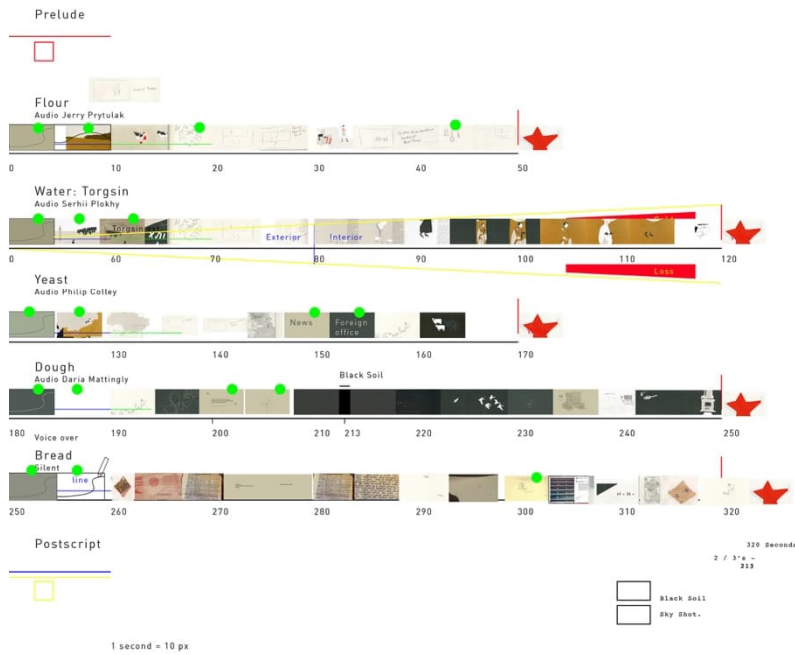 Prelude
Flour
Audio Jerry Prytulak
0 10 20 30 40 50
Water: Torgsin
Audio Serhii Plokhy
Torgsin
Exterior Interior
0 60 70 80 90 100 110 120
Loss
Yeast
Audio Philip Colley
News Foreign office
130 140 150 160 170
Dough
Audio Daria Mattingly
Black Soil
180 190 200 210 213 220 230 240 250
Voice over
Bread
Silent
line
250 260 270 280 290 300 310 320
Postscript
320 Seconds
2 / 3's =
213
Black Soil
Sky Shot.
1 second = 10 px